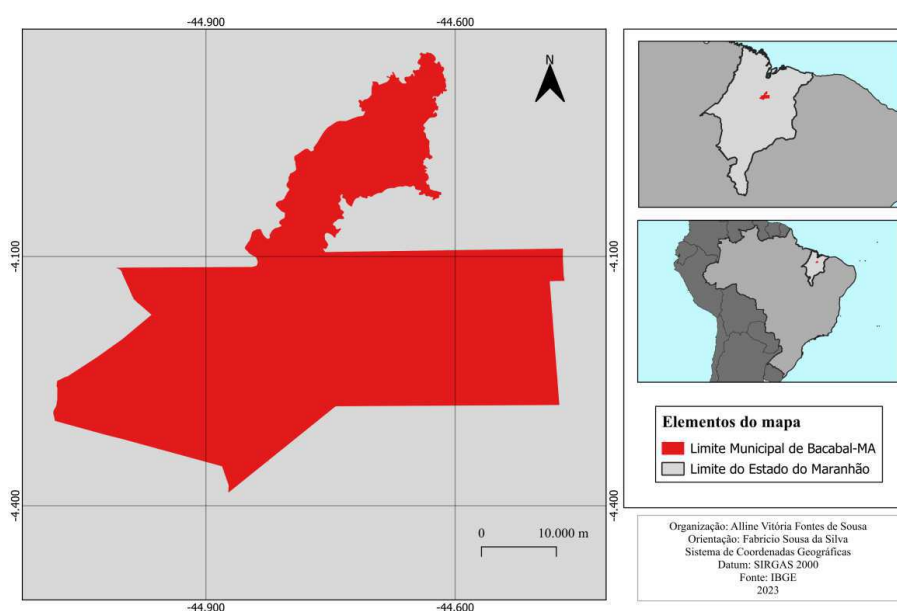 -44.900
-44.600
N
-4.100
-4.100
-4.400
-4.400
0
10.000 m
-44.900
-44.600
Elementos do mapa
Limite Municipal de Bacabal-MA
Limite do Estado do Maranhão
Organização: Alline Vitória Fontes de Sousa
Orientação: Fabricio Sousa da Silva
Sistema de Coordenadas Geográficas
Datum: SIRGAS 2000
Fonte: IBGE
2023